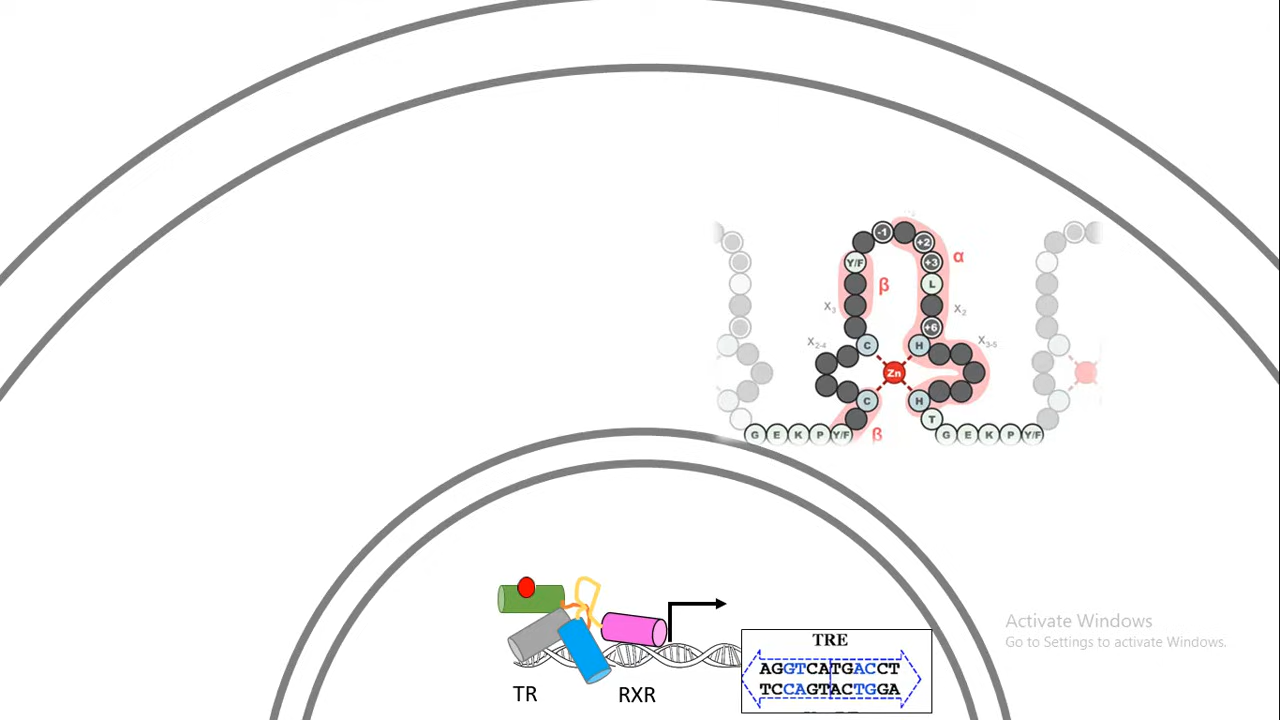 -1
+2
Y/F
+3
α
β
L
X3
X2
+6
C
H
X2-4
X3-5
Zn
C
H
T
G E K P Y/F
β
G E K P Y/F
Activate Windows
Go to Settings to activate Windows.
TRE
AGGTCATGACCT
TCCAGTACTGGA
TR
RXR